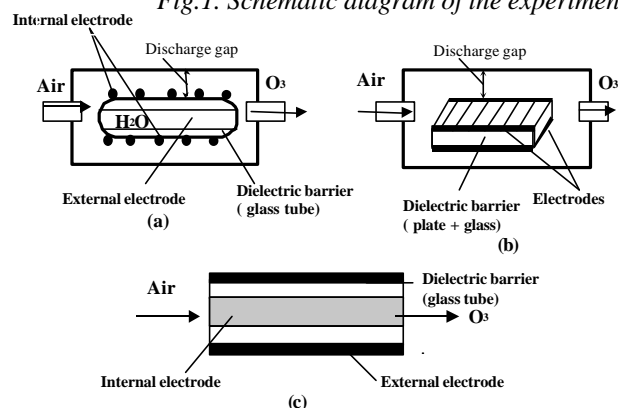 Fig.1. Schematic diagram of the experimen
Internal electrode
Discharge gap
Air
O3
H2O
External electrode
Dielectric barrier
( glass tube)
(a)
Discharge gap
Air
O3
Dielectric barrier
( plate + glass)
Electrodes
(b)
Air
Dielectric barrier
(glass tube)
O3
Internal electrode
External electrode
(c)